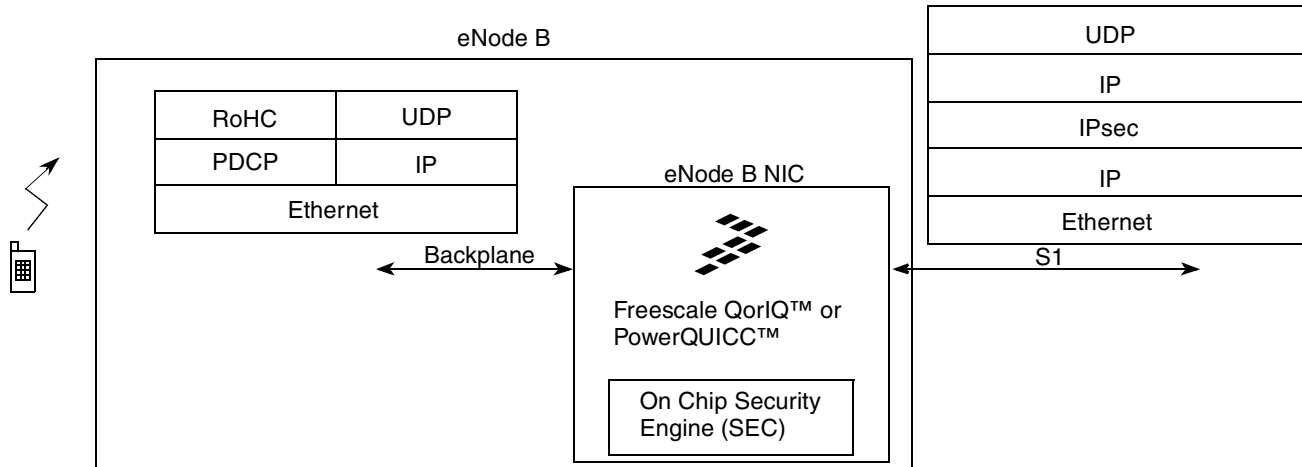 eNode B
UDP
IP
IPsec
IP
Ethernet
RoHC UDP
PDCP IP
Ethernet
eNode B NIC
Backplane
S1
Freescale QorIQ™ or
PowerQUICC™
On Chip Security
Engine (SEC)